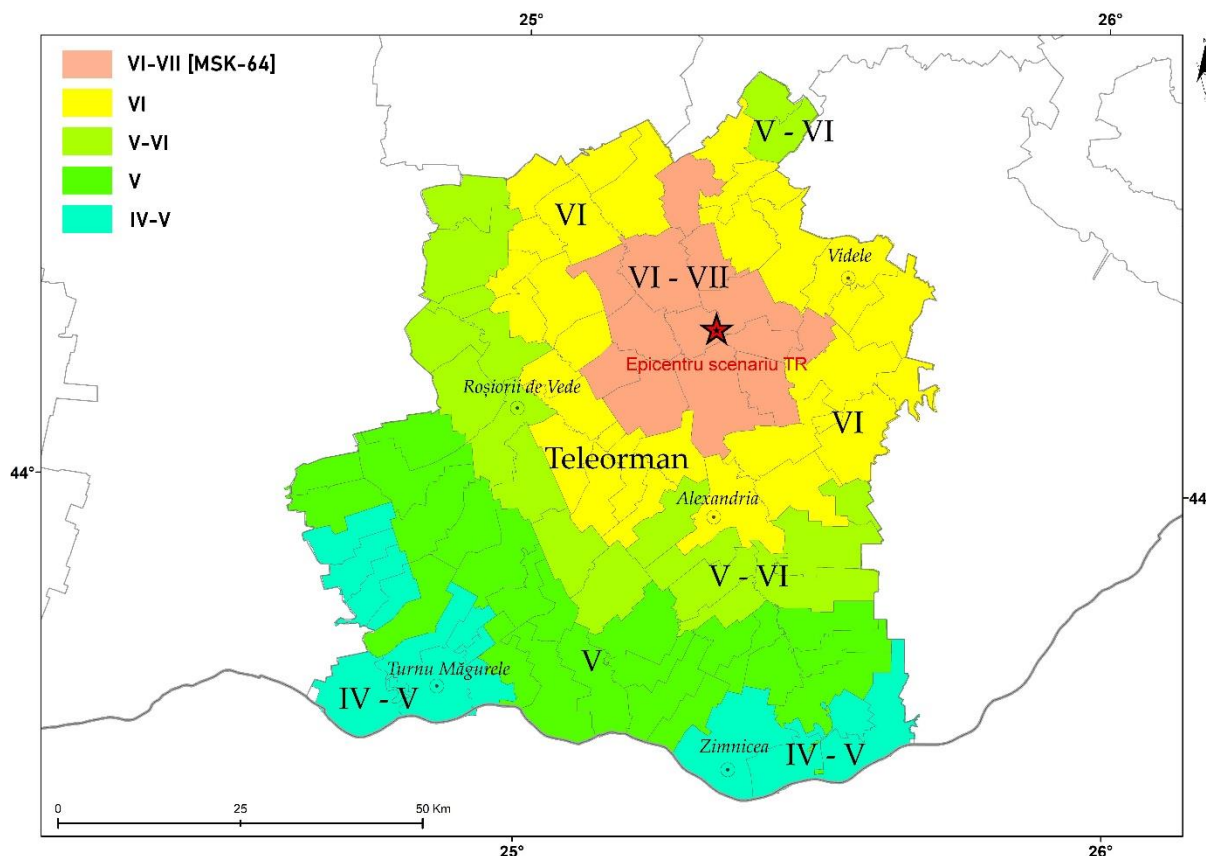 25°
26°
VI-VII [MSK-64]
VI
V-VI
V
IV-V
V - VI
VI
Videle
VI - VII
Epicentru scenariu TR
Roșiorii de Vede
VI
Teleorman
44°
Alexandria
44
V - VI
V
Turnu Măgurele
IV - V
Zimnicea
IV - V
0
25
50 Km
25°
26°